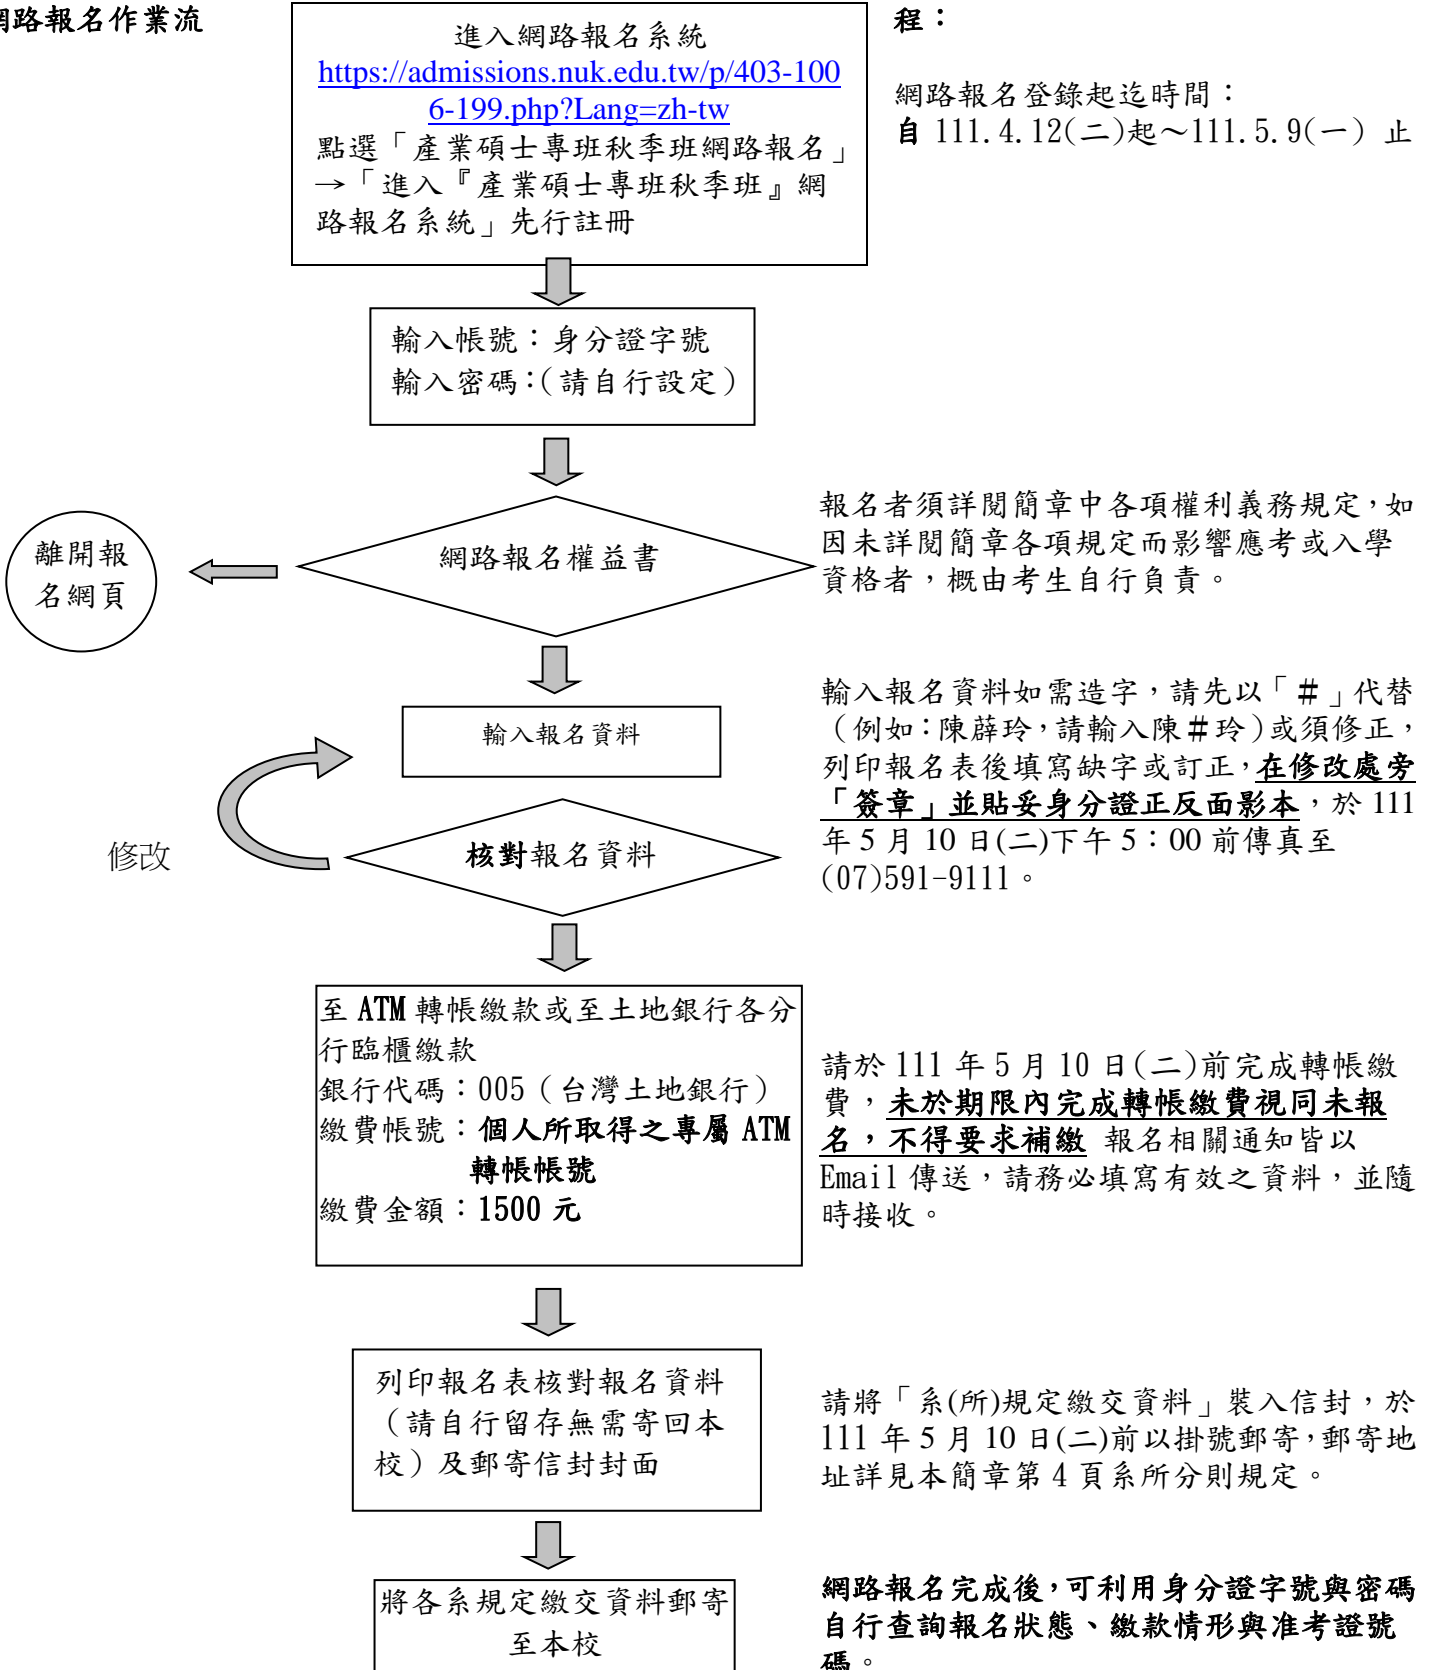 網路報名作業流
程：
進入網路報名系統
https://admissions.nuk.edu.tw/p/403-100
6-199.php?Lang=zh-tw
點選「產業碩士專班秋季班網路報名」
→「進入『產業碩士專班秋季班』網
路報名系統」先行註冊
網路報名登錄起迄時間：
自 111.4.12(二)起～111.5.9(一) 止
輸入帳號：身分證字號
輸入密碼：（請自行設定）
網路報名權益書
離開報
名網頁
報名者須詳閱簡章中各項權利義務規定，如
因未詳閱簡章各項規定而影響應考或入學
資格者，概由考生自行負責。
輸入報名資料
修改
核對報名資料
輸入報名資料如需造字，請先以「＃」代替
（例如：陳薜玲，請輸入陳＃玲）或須修正，
列印報名表後填寫缺字或訂正，在修改處旁
「簽章」並貼妥身分證正反面影本，於 111
年 5 月 10 日(二)下午 5：00 前傳真至
(07)591-9111。
至 ATM 轉帳繳款或至土地銀行各分
行臨櫃繳款
銀行代碼：005（台灣土地銀行）
繳費帳號：個人所取得之專屬 ATM
轉帳帳號
繳費金額：1500 元
請於 111 年 5 月 10 日(二)前完成轉帳繳
費，未於期限內完成轉帳繳費視同未報
名，不得要求補繳 報名相關通知皆以
Email 傳送，請務必填寫有效之資料，並隨
時接收。
列印報名表核對報名資料
（請自行留存無需寄回本
校）及郵寄信封封面
請將「系(所)規定繳交資料」裝入信封，於
111 年 5 月 10 日(二)前以掛號郵寄，郵寄地
址詳見本簡章第 4 頁系所分則規定。
將各系規定繳交資料郵寄
至本校
網路報名完成後，可利用身分證字號與密碼
自行查詢報名狀態、繳款情形與准考證號
碼。